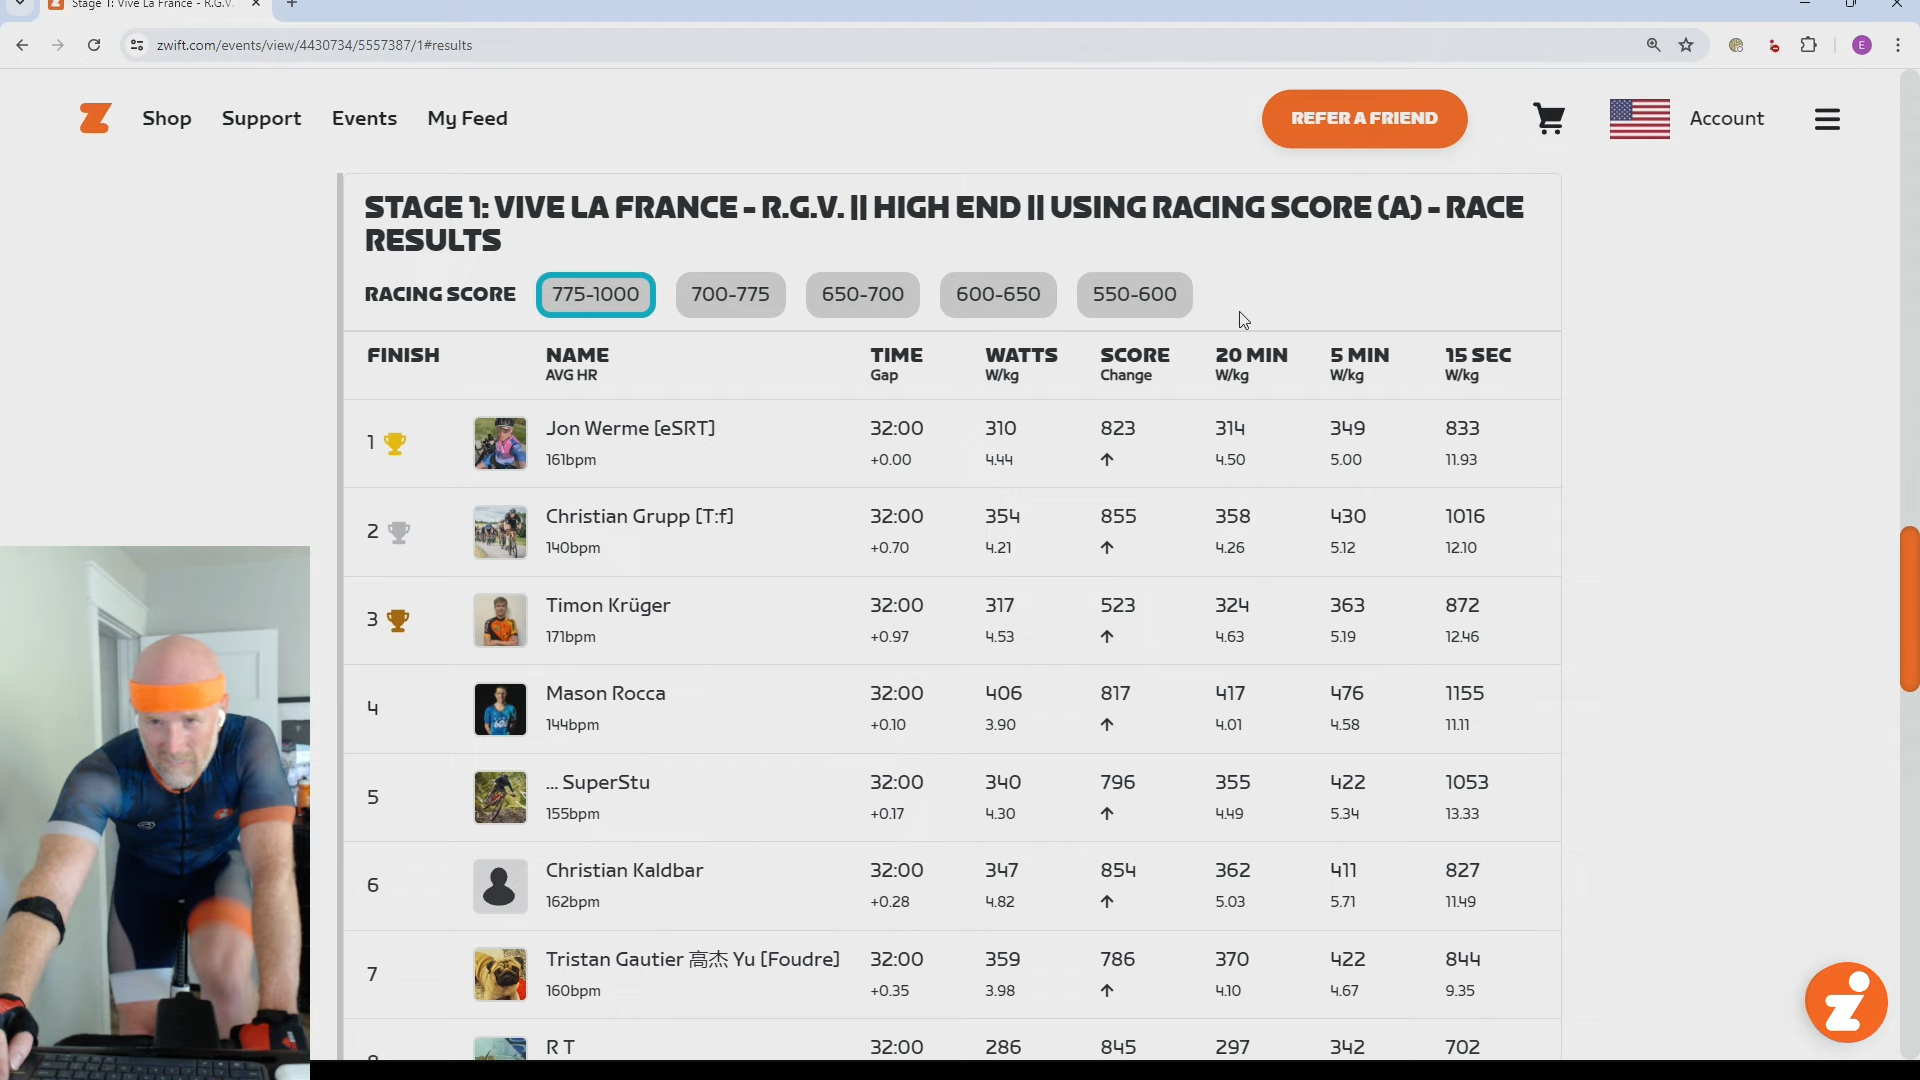 Stage 1: Vive La France - R.G.V.
zwift.com/events/view/4430734/5557387/1#results
E
Shop Support Events My Feed
REFER A FRIEND
Account
STAGE 1: VIVE LA FRANCE - R.G.V. || HIGH END || USING RACING SCORE (A) - RACE
RESULTS
RACING SCORE 775-1000 700-775 650-700 600-650 550-600
FINISH NAME TIME WATTS SCORE 20 MIN 5 MIN 15 SEC
AVG HR Gap W/kg Change W/kg W/kg W/kg
1 Jon Werme [eSRT] 32:00 310 823 314 349 833
161bpm +0.00 4.44 4.50 5.00 11.93
2 Christian Grupp [T:f] 32:00 354 855 358 430 1016
140bpm +0.70 4.21 4.26 5.12 12.10
3 Timon Krüger 32:00 317 523 324 363 872
171bpm +0.97 4.53 4.63 5.19 12.46
4 Mason Rocca 32:00 406 817 417 476 1155
144bpm +0.10 3.90 4.01 4.58 11.11
5 ... SuperStu 32:00 340 796 355 422 1053
155bpm +0.17 4.30 4.49 5.34 13.33
6 Christian Kaldbar 32:00 347 854 362 411 827
162bpm +0.28 4.82 5.03 5.71 11.49
7 Tristan Gautier 高杰 Yu [Foudre] 32:00 359 786 370 422 844
160bpm +0.35 3.98 4.10 4.67 9.35
R T 32:00 286 845 297 342 702